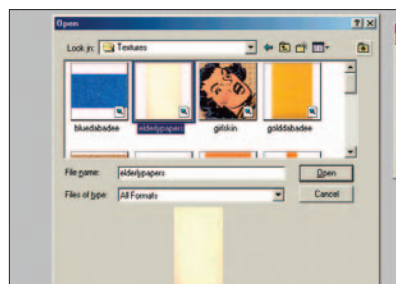 Open
Look in: Textures
bluedabadee elderlypapers girlskin golddabadee
File name: elderlypapers Open
Files of type: All Formats Cancel